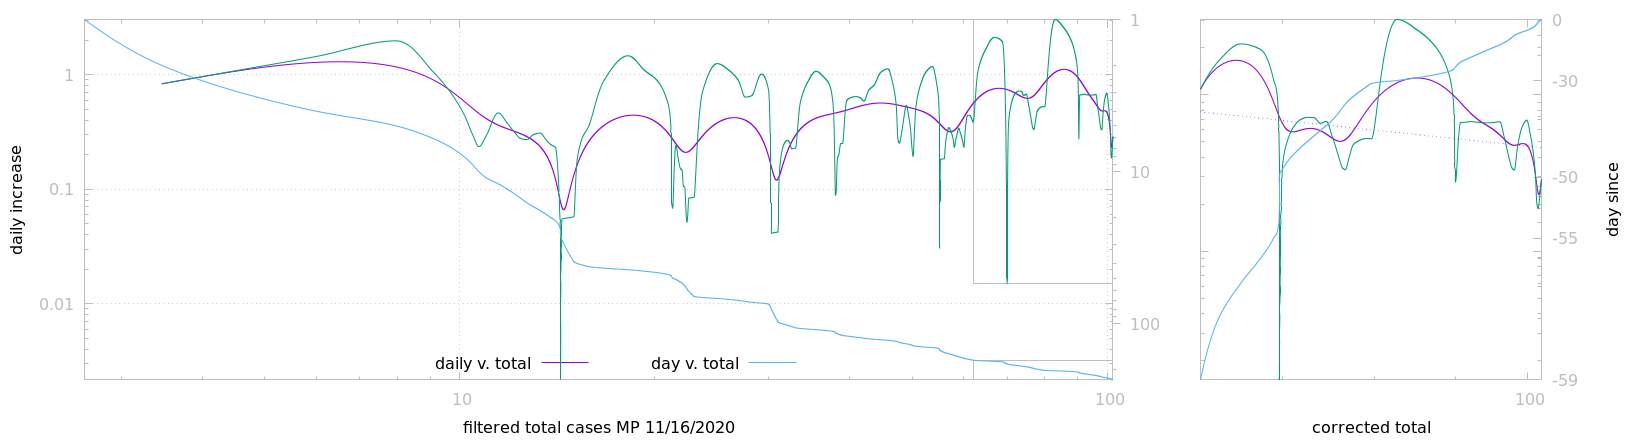 daily increase
1
0.1
0.01
daily v. total
day v. total
1
10
100
10
100
filtered total cases MP 11/16/2020
0
-30
-50
-55
-59
day since
100
corrected total